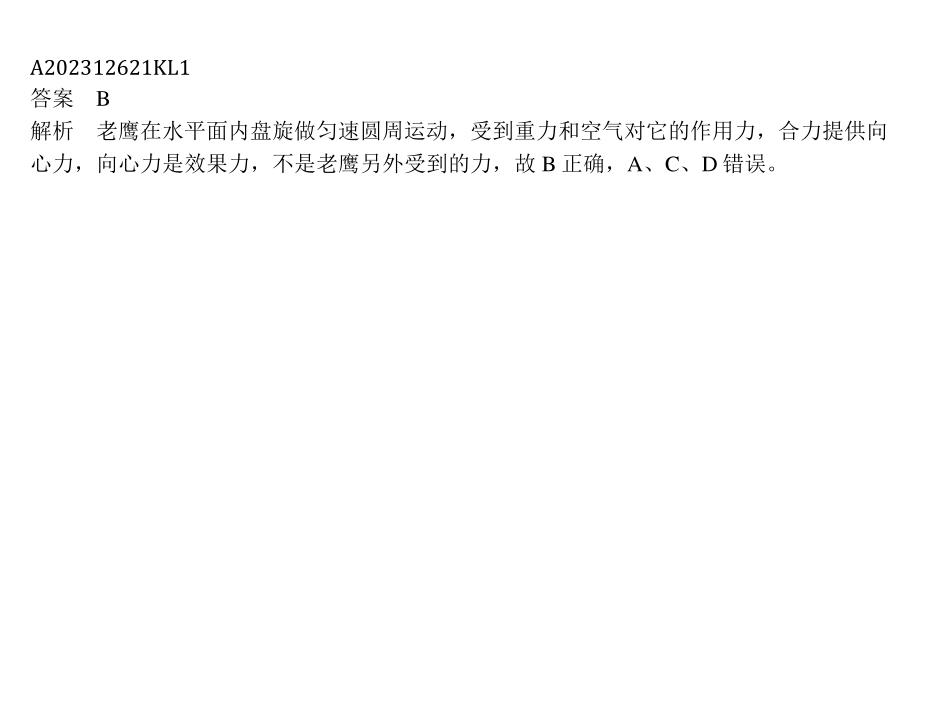 A202312621KL1
答案　B
解析　老鹰在水平面内盘旋做匀速圆周运动，受到重力和空气对它的作用力，合力提供向
心力，向心力是效果力，不是老鹰另外受到的力，故 B 正确，A、C、D 错误。